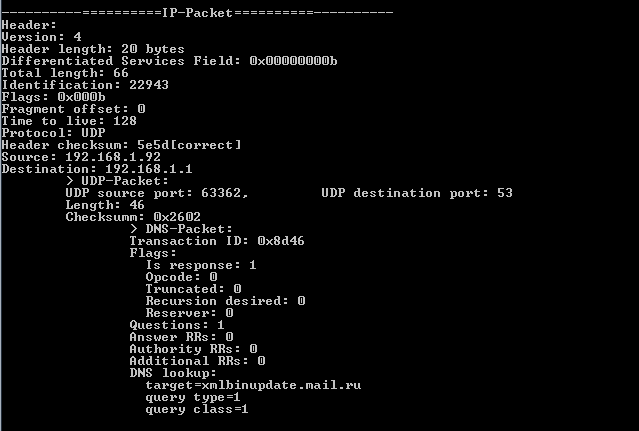 ----------==========IP-Packet==========----------
Header:
Version: 4
Header length: 20 bytes
Differentiated Services Field: 0x00000000b
Total length: 66
Identification: 22943
Flags: 0x000b
Fragment offset: 0
Time to live: 128
Protocol: UDP
Header checksum: 5e5d[correct]
Source: 192.168.1.92
Destination: 192.168.1.1
> UDP-Packet:
UDP source port: 63362, UDP destination port: 53
Length: 46
Checksumm: 0x2602
> DNS-Packet:
Transaction ID: 0x8d46
Flags:
Is response: 1
Opcode: 0
Truncated: 0
Recursion desired: 0
Reserver: 0
Questions: 1
Answer RRs: 0
Authority RRs: 0
Additional RRs: 0
DNS lookup:
target=xmlbinupdate.mail.ru
query type=1
query class=1